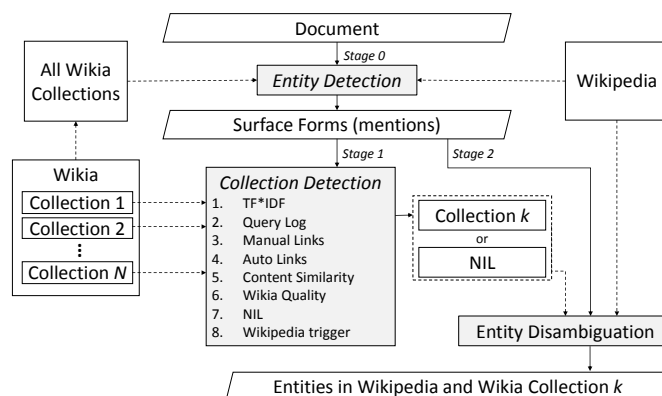 Document
Stage 0
All Wikia
Collections
Entity Detection
Wikipedia
Surface Forms (mentions)
Stage 1
Stage 2
Wikia
Collection 1
Collection 2
⋮
Collection N
Collection Detection
1. TF*IDF
2. Query Log
3. Manual Links
4. Auto Links
5. Content Similarity
6. Wikia Quality
7. NIL
8. Wikipedia trigger
Collection k
or
NIL
Entity Disambiguation
Entities in Wikipedia and Wikia Collection k